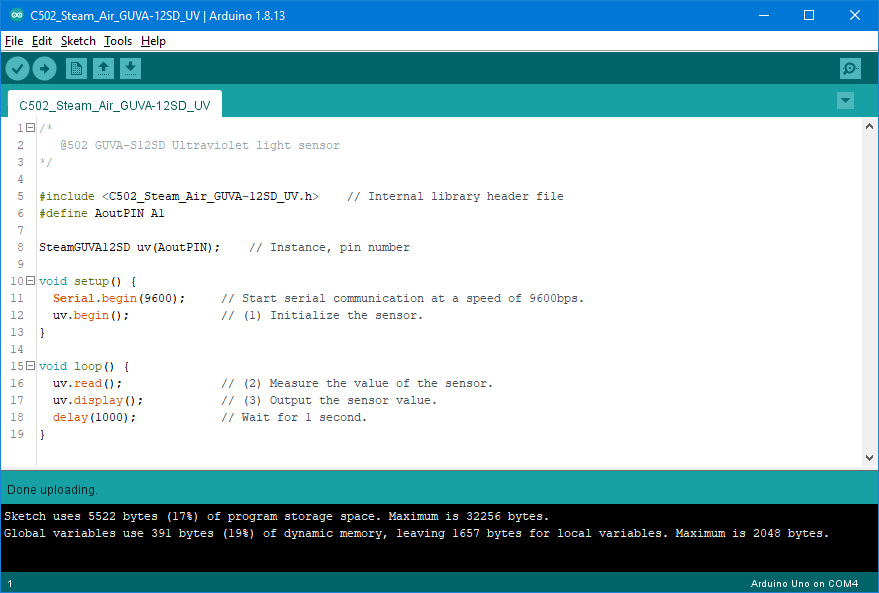 C502_Steam_Air_GUVA-12SD_UV | Arduino 1.8.13
File Edit Sketch Tools Help
C502_Steam_Air_GUVA-12SD_UV
1 /*
2 @502 GUVA-S12SD Ultraviolet light sensor
3 */
4
5 #include <C502_Steam_Air_GUVA-12SD_UV.h> // Internal library header file
6 #define AoutPIN A1
7
8 SteamGUVA12SD uv(AoutPIN); // Instance, pin number
9
10 void setup() {
11 Serial.begin(9600); // Start serial communication at a speed of 9600bps.
12 uv.begin(); // (1) Initialize the sensor.
13 }
14
15 void loop() {
16 uv.read(); // (2) Measure the value of the sensor.
17 uv.display(); // (3) Output the sensor value.
18 delay(1000); // Wait for 1 second.
19 }
Done uploading.
Sketch uses 5522 bytes (17%) of program storage space. Maximum is 32256 bytes.
Global variables use 391 bytes (19%) of dynamic memory, leaving 1657 bytes for local variables. Maximum is 2048 bytes.
1 Arduino Uno on COM4